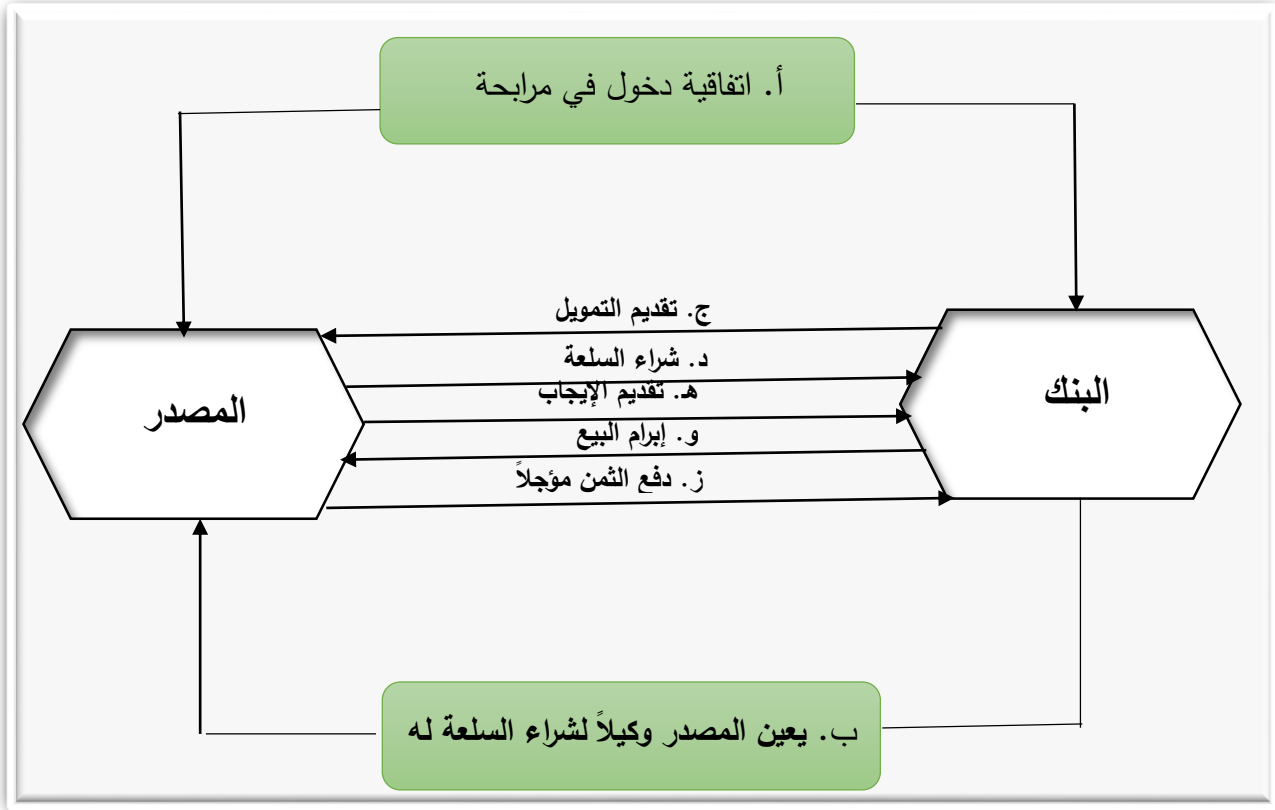 أ. اتفاقية دخول في مرابحة
ج. تقديم التمويل
د. شراء السلعة
هـ. تقديم الإيجاب
و. إبرام البيع
ز. دفع الثمن مؤجلاً
البنك
المصدر
ب. يعين المصدر وكيلاً لشراء السلعة له